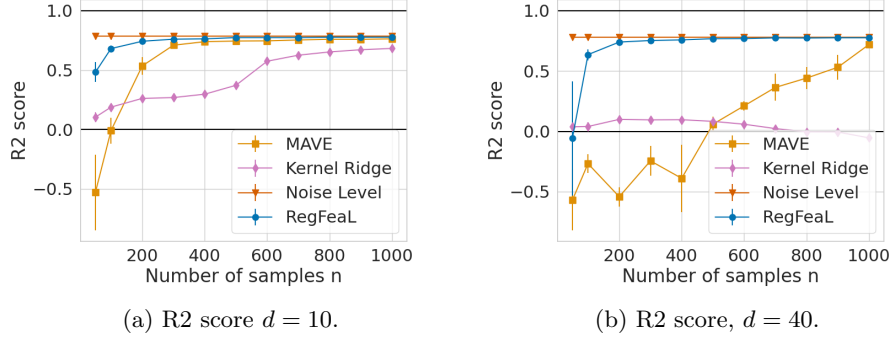 1.0
0.5
0.0
−0.5
R2 score
MAVE
Kernel Ridge
Noise Level
RegFeaL
200 400 600 800 1000
Number of samples n
(a) R2 score d = 10.
1.0
0.5
0.0
−0.5
R2 score
MAVE
Kernel Ridge
Noise Level
RegFeaL
200 400 600 800 1000
Number of samples n
(b) R2 score, d = 40.